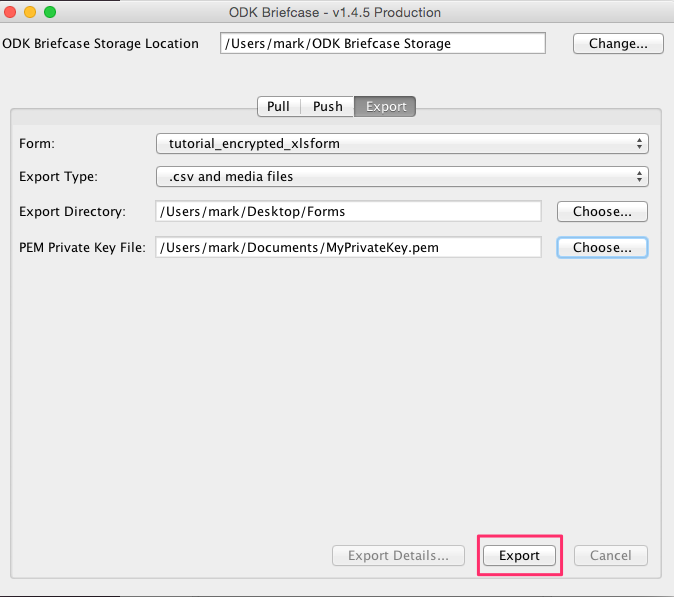 ODK Briefcase - v1.4.5 Production
ODK Briefcase Storage Location /Users/mark/ODK Briefcase Storage Change...
Pull Push Export
Form: tutorial_encrypted_xlsform
Export Type: .csv and media files
Export Directory: /Users/mark/Desktop/Forms Choose...
PEM Private Key File: /Users/mark/Documents/MyPrivateKey.pem Choose...
Export Details... Export Cancel